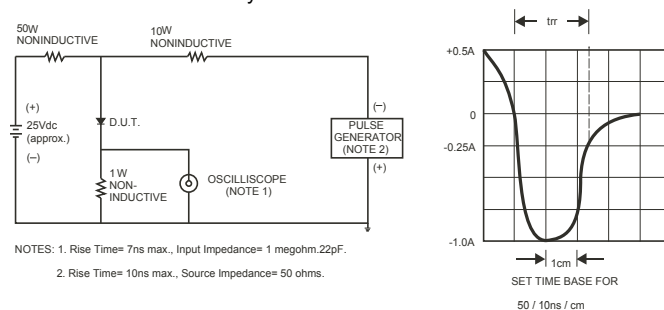 50W
NONINDUCTIVE
10W
NONINDUCTIVE
(+)
25Vdc
(approx.)
(–)
D.U.T.
1W
NON-
INDUCTIVE
OSCILLISCOPE
(NOTE 1)
(–)
PULSE
GENERATOR
(NOTE 2)
(+)
NOTES: 1. Rise Time= 7ns max., Input Impedance= 1 megohm.22pF.
2. Rise Time= 10ns max., Source Impedance= 50 ohms.
trr
+0.5A
0
-0.25A
-1.0A
1cm
SET TIME BASE FOR
50 / 10ns / cm